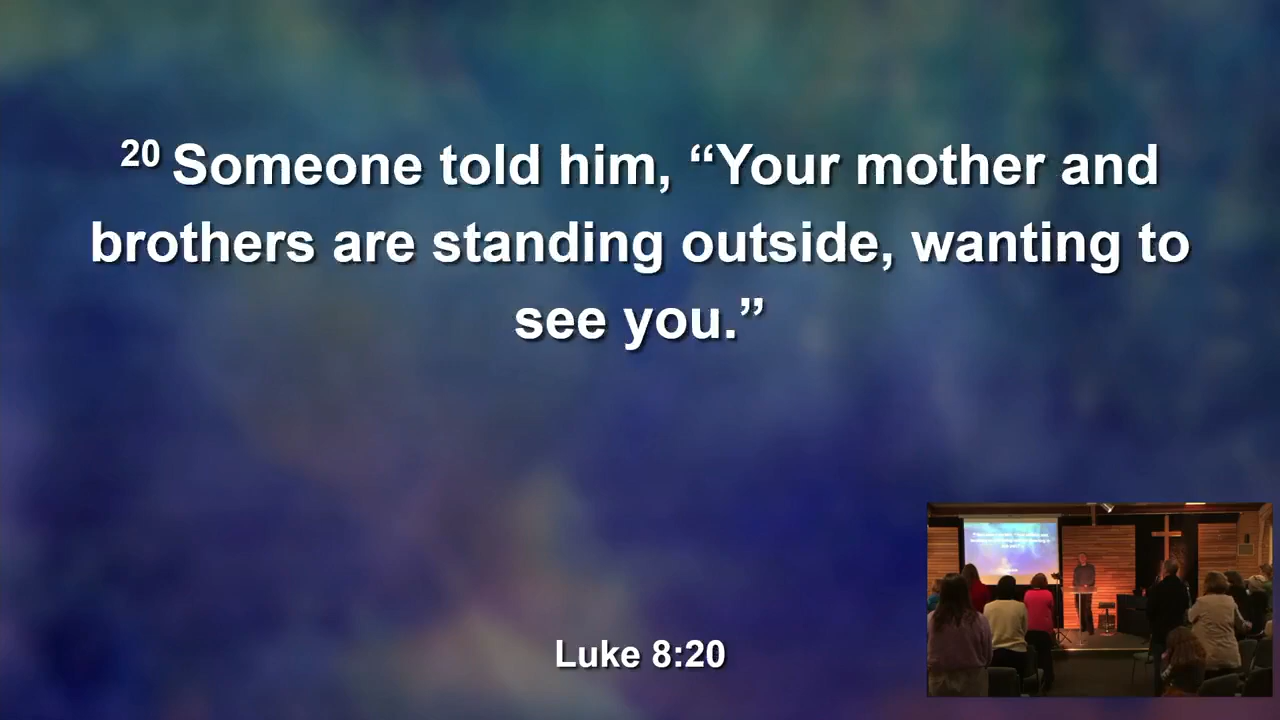 20 Someone told him, “Your mother and
brothers are standing outside, wanting to
see you.”
Luke 8:20